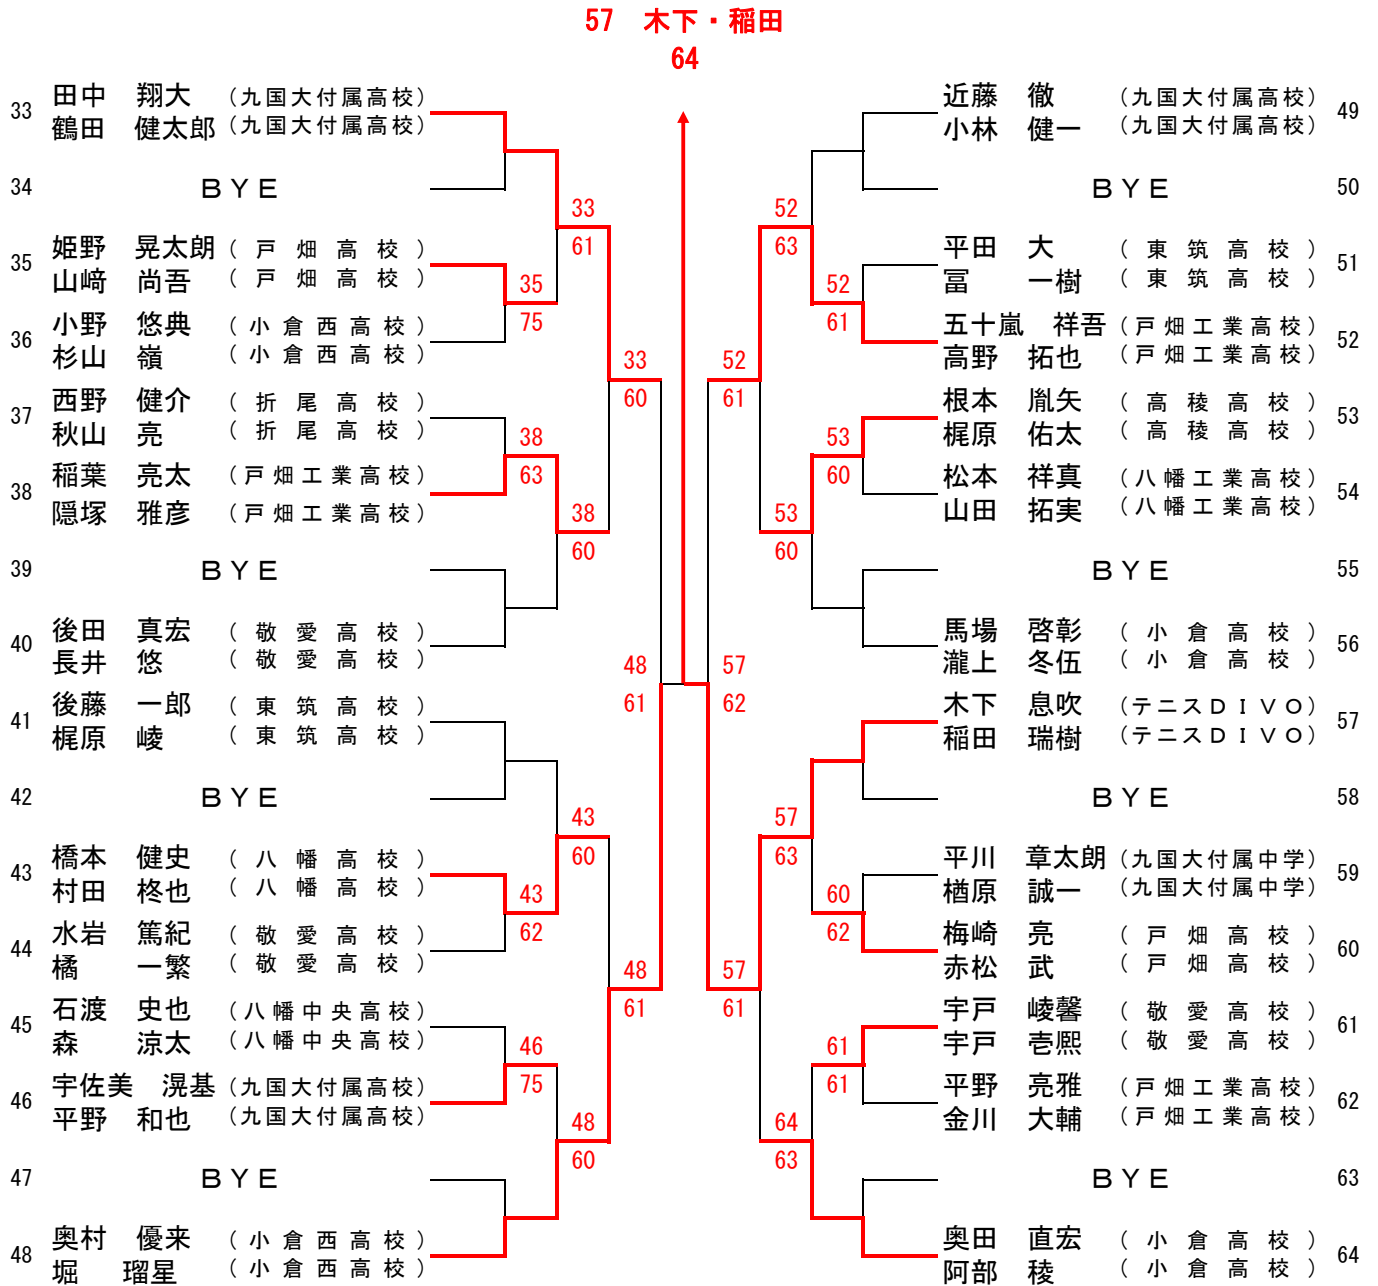 57 木下・稲田
64
33 田中 翔大 (九国大付属高校)
鶴田 健太郎 (九国大付属高校)
34 BYE
35 姫野 晃太朗 (戸畑高校)
山﨑 尚吾 (戸畑高校)
36 小野 悠典 (小倉西高校)
杉山 嶺 (小倉西高校)
37 西野 健介 (折尾高校)
秋山 亮 (折尾高校)
38 稲葉 亮太 (戸畑工業高校)
隠塚 雅彦 (戸畑工業高校)
39 BYE
40 後田 真宏 (敬愛高校)
長井 悠 (敬愛高校)
41 後藤 一郎 (東筑高校)
梶原 崚 (東筑高校)
42 BYE
43 橋本 健史 (八幡高校)
村田 柊也 (八幡高校)
44 水岩 篤紀 (敬愛高校)
橘 一繁 (敬愛高校)
45 石渡 史也 (八幡中央高校)
森 涼太 (八幡中央高校)
46 宇佐美 滉基 (九国大付属高校)
平野 和也 (九国大付属高校)
47 BYE
48 奥村 優来 (小倉西高校)
堀 瑠星 (小倉西高校)
35
75
38
63
43
62
46
75
33
61
38
60
43
60
48
60
33
60
48
61
48
61
57
62
52
61
57
61
52
63
53
60
57
63
64
63
52
61
53
60
60
62
61
61
近藤 徹 (九国大付属高校) 49
小林 健一 (九国大付属高校)
BYE 50
平田 大 (東筑高校) 51
冨 一樹 (東筑高校)
五十嵐 祥吾 (戸畑工業高校) 52
高野 拓也 (戸畑工業高校)
根本 胤矢 (高稜高校) 53
梶原 佑太 (高稜高校)
松本 祥真 (八幡工業高校) 54
山田 拓実 (八幡工業高校)
BYE 55
馬場 啓彰 (小倉高校) 56
瀧上 冬伍 (小倉高校)
木下 息吹 (テニスDIVO) 57
稲田 瑞樹 (テニスDIVO)
BYE 58
平川 章太朗 (九国大付属中学) 59
楢原 誠一 (九国大付属中学)
梅崎 亮 (戸畑高校) 60
赤松 武 (戸畑高校)
宇戸 崚馨 (敬愛高校) 61
宇戸 壱熙 (敬愛高校)
平野 亮雅 (戸畑工業高校) 62
金川 大輔 (戸畑工業高校)
BYE 63
奥田 直宏 (小倉高校) 64
阿部 稜 (小倉高校)